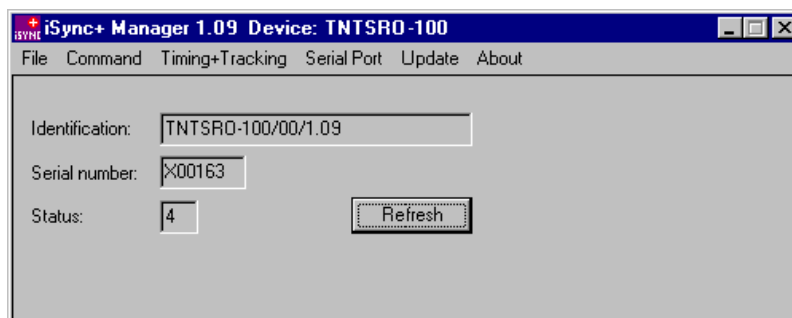 iSync+ Manager 1.09 Device: TNTSRO-100
File Command Timing+Tracking Serial Port Update About
Identification: TNTSRO-100/00/1.09
Serial number: X00163
Status: 4 Refresh